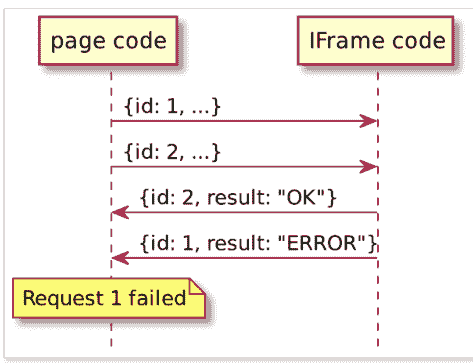 page code
IFrame code
{id: 1, ...}
{id: 2, ...}
{id: 2, result: "OK"}
{id: 1, result: "ERROR"}
Request 1 failed